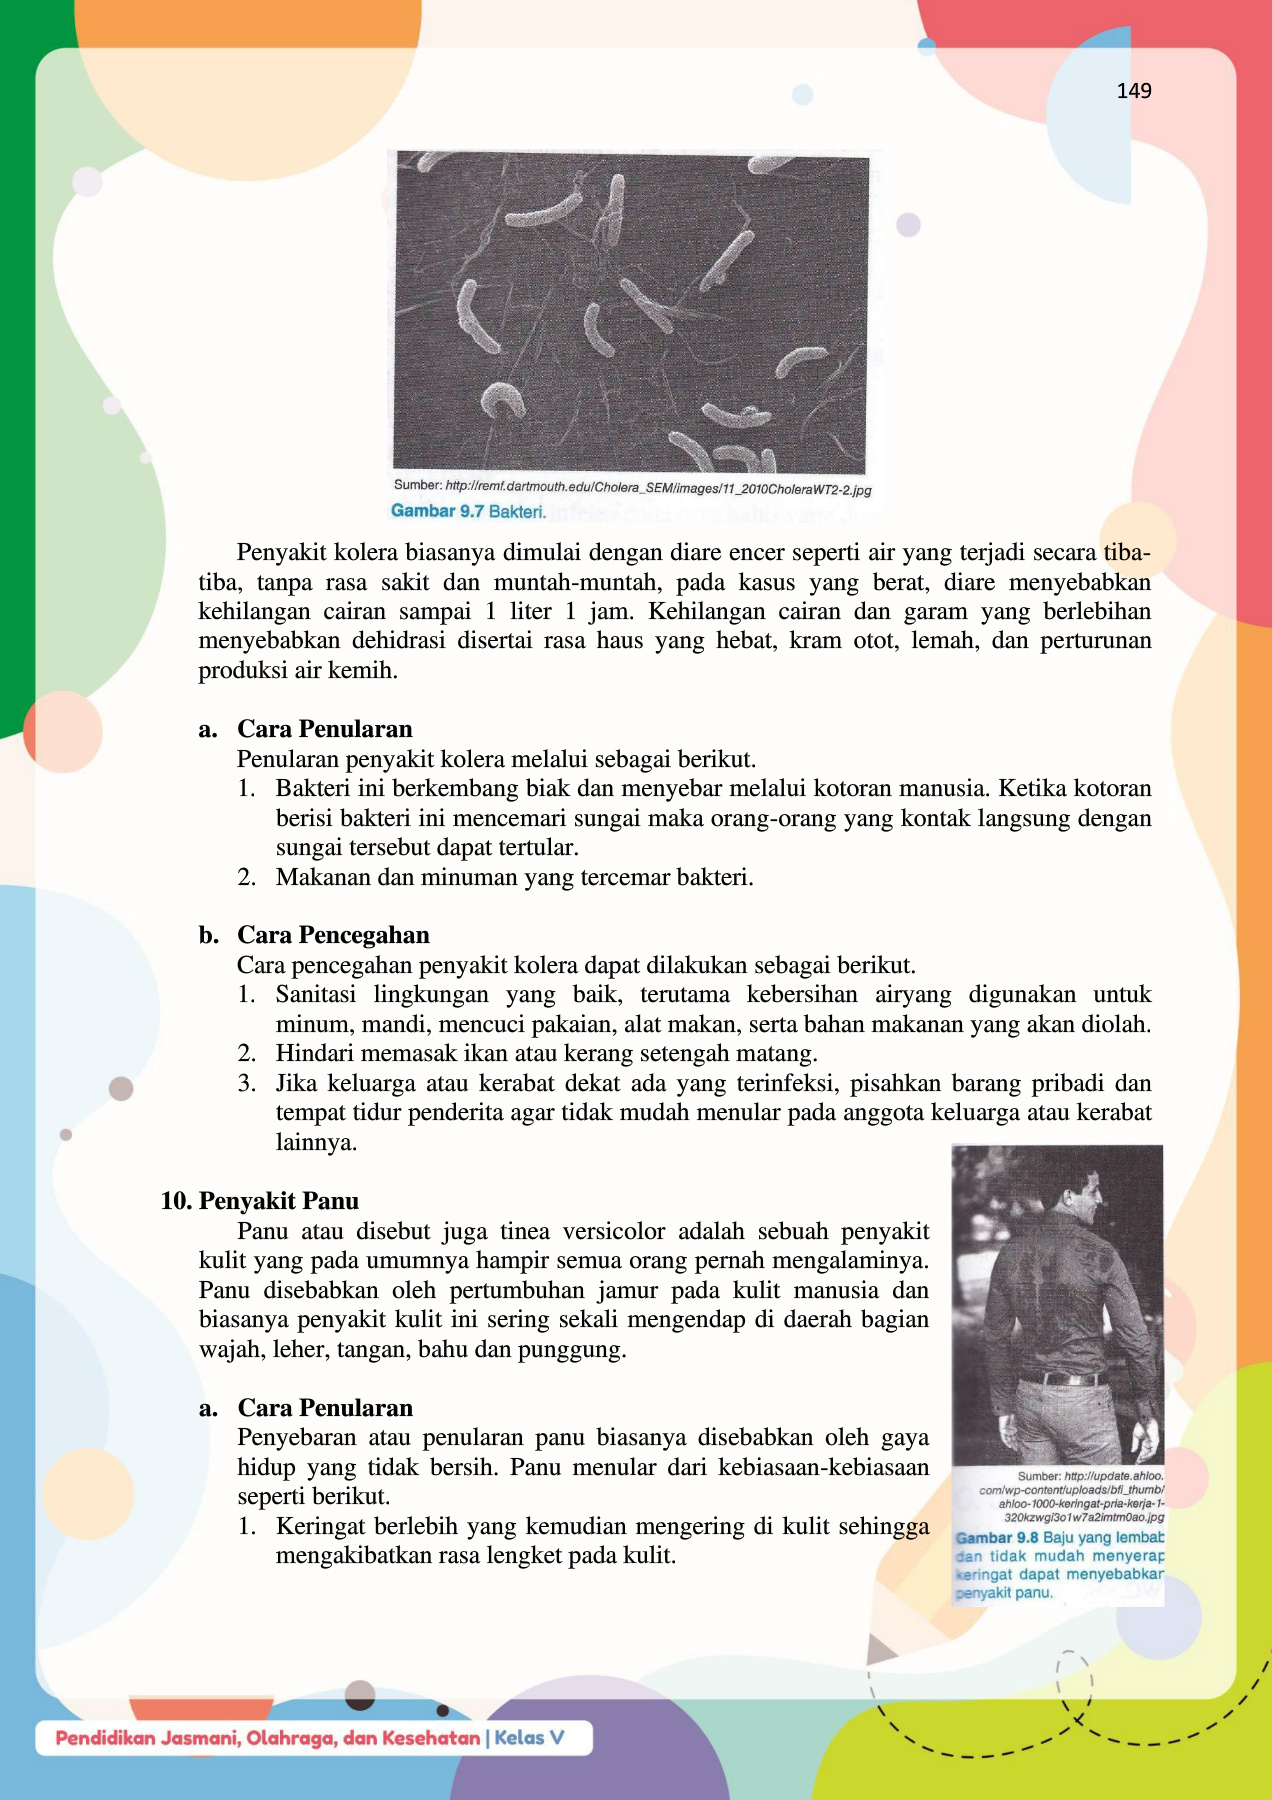 149
Sumber: http://remf.dartmouth.edu/Cholera_SEM/images/11_2010CholeraWT2-2.jpg
Gambar 9.7 Bakteri.
Penyakit kolera biasanya dimulai dengan diare encer seperti air yang terjadi secara tiba-
tiba, tanpa rasa sakit dan muntah-muntah, pada kasus yang berat, diare menyebabkan
kehilangan cairan sampai 1 liter 1 jam. Kehilangan cairan dan garam yang berlebihan
menyebabkan dehidrasi disertai rasa haus yang hebat, kram otot, lemah, dan perturunan
produksi air kemih.
a. Cara Penularan
Penularan penyakit kolera melalui sebagai berikut.
1. Bakteri ini berkembang biak dan menyebar melalui kotoran manusia. Ketika kotoran
berisi bakteri ini mencemari sungai maka orang-orang yang kontak langsung dengan
sungai tersebut dapat tertular.
2. Makanan dan minuman yang tercemar bakteri.
b. Cara Pencegahan
Cara pencegahan penyakit kolera dapat dilakukan sebagai berikut.
1. Sanitasi lingkungan yang baik, terutama kebersihan airyang digunakan untuk
minum, mandi, mencuci pakaian, alat makan, serta bahan makanan yang akan diolah.
2. Hindari memasak ikan atau kerang setengah matang.
3. Jika keluarga atau kerabat dekat ada yang terinfeksi, pisahkan barang pribadi dan
tempat tidur penderita agar tidak mudah menular pada anggota keluarga atau kerabat
lainnya.
10. Penyakit Panu
Panu atau disebut juga tinea versicolor adalah sebuah penyakit
kulit yang pada umumnya hampir semua orang pernah mengalaminya.
Panu disebabkan oleh pertumbuhan jamur pada kulit manusia dan
biasanya penyakit kulit ini sering sekali mengendap di daerah bagian
wajah, leher, tangan, bahu dan punggung.
a. Cara Penularan
Penyebaran atau penularan panu biasanya disebabkan oleh gaya
hidup yang tidak bersih. Panu menular dari kebiasaan-kebiasaan
seperti berikut.
1. Keringat berlebih yang kemudian mengering di kulit sehingga
mengakibatkan rasa lengket pada kulit.
Sumber: http://update.ahloo.
com/wp-content/uploads/bfi_thumb/
ahloo-1000-keringat-pria-kerja-1-
320kzwgi3o1w7a2imtm0ao.jpg
Gambar 9.8 Baju yang lembab
dan tidak mudah menyerap
keringat dapat menyebabkan
penyakit panu.
Pendidikan Jasmani, Olahraga, dan Kesehatan | Kelas V